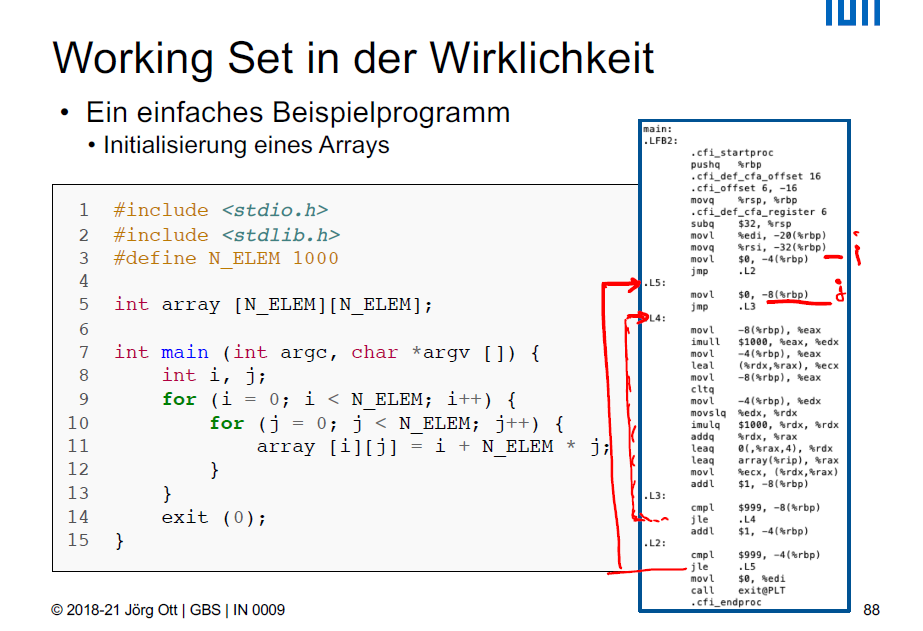 Working Set in der Wirklichkeit
• Ein einfaches Beispielprogramm
• Initialisierung eines Arrays
1 #include <stdio.h>
2 #include <stdlib.h>
3 #define N_ELEM 1000
4
5 int array [N_ELEM][N_ELEM];
6
7 int main (int argc, char *argv []) {
8 int i, j;
9 for (i = 0; i < N_ELEM; i++) {
10 for (j = 0; j < N_ELEM; j++) {
11 array [i][j] = i + N_ELEM * j;
12 }
13 }
14 exit (0);
15 }
main:
.LFB2:
.cfi_startproc
pushq %rbp
.cfi_def_cfa_offset 16
.cfi_offset 6, -16
movq %rsp, %rbp
.cfi_def_cfa_register 6
subq $32, %rsp
movl %edi, -20(%rbp)
movq %rsi, -32(%rbp)
movl $0, -4(%rbp) i
jmp .L2
.L5:
movl $0, -8(%rbp) j
jmp .L3
.L4:
movl -8(%rbp), %eax
imull $1000, %eax, %edx
movl -4(%rbp), %eax
leal (%rdx,%rax), %ecx
movl -8(%rbp), %eax
cltq
movl -4(%rbp), %edx
movslq %edx, %rdx
imulq $1000, %rdx, %rdx
addq %rdx, %rax
leaq 0(,%rax,4), %rdx
leaq array(%rip), %rax
movl %ecx, (%rdx,%rax)
addl $1, -8(%rbp)
.L3:
cmpl $999, -8(%rbp)
jle .L4
addl $1, -4(%rbp)
.L2:
cmpl $999, -4(%rbp)
jle .L5
movl $0, %edi
call exit@PLT
.cfi_endproc
© 2018-21 Jörg Ott | GBS | IN 0009
88